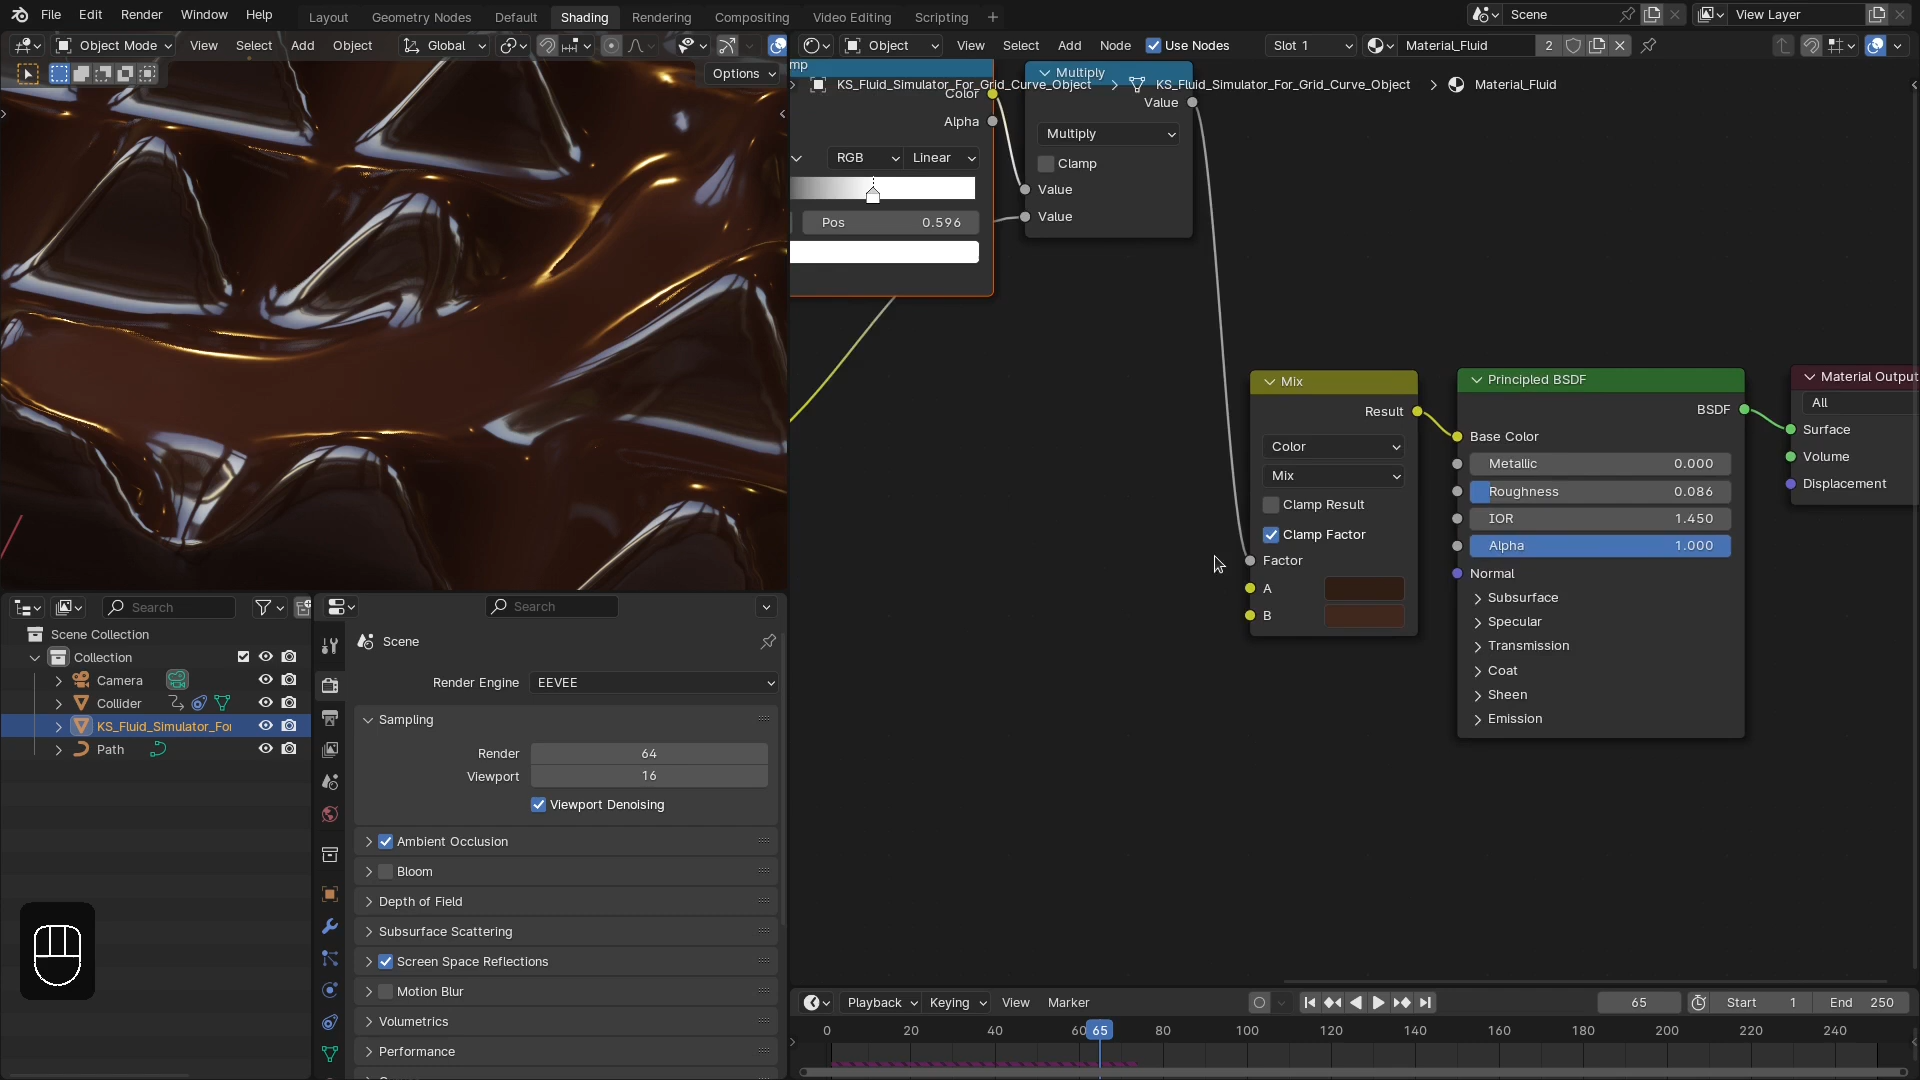 File Edit Render Window Help Layout Geometry Nodes Default Shading Rendering Compositing Video Editing Scripting + Scene View Layer
Object Mode View Select Add Object Global
Options
Object View Select Add Node Use Nodes Slot 1 Material_Fluid 2
KS_Fluid_Simulator_For_Grid_Curve_Object > KS_Fluid_Simulator_For_Grid_Curve_Object > Material_Fluid
mp
Color
Alpha
RGB Linear
Pos 0.596
Multiply
Value
Multiply
Clamp
Value
Value
Mix
Result
Color
Mix
Clamp Result
Clamp Factor
Factor
A
B
Principled BSDF
BSDF
Base Color
Metallic 0.000
Roughness 0.086
IOR 1.450
Alpha 1.000
Normal
Subsurface
Specular
Transmission
Coat
Sheen
Emission
Material Output
All
Surface
Volume
Displacement
Search
Scene Collection
Collection
Camera
Collider
KS_Fluid_Simulator_For
Path
Search
Scene
Render Engine EEVEE
Sampling
Render 64
Viewport 16
Viewport Denoising
Ambient Occlusion
Bloom
Depth of Field
Subsurface Scattering
Screen Space Reflections
Motion Blur
Volumetrics
Performance
Playback Keying View Marker 65 Start 1 End 250
0 20 40 60 65 80 100 120 140 160 180 200 220 240